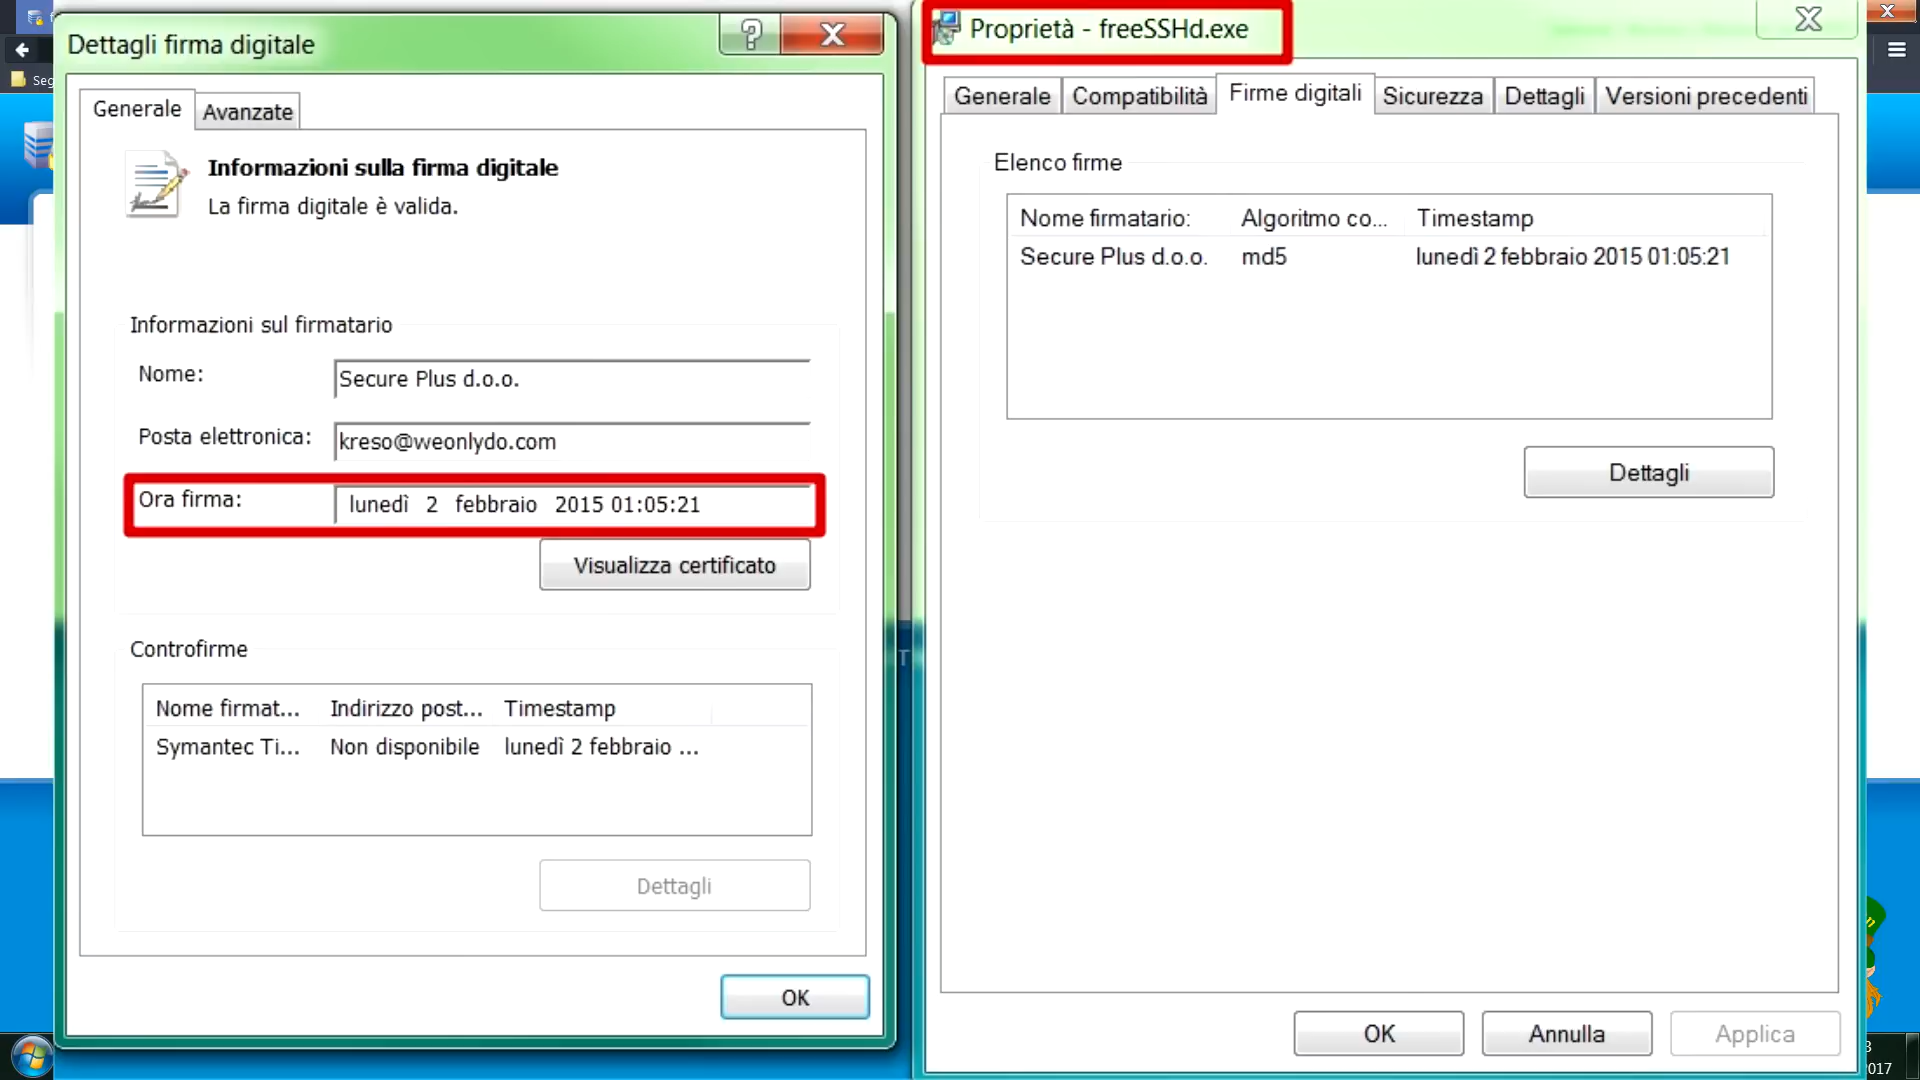 Dettagli firma digitale
Generale
Avanzate
Informazioni sulla firma digitale
La firma digitale è valida.
Informazioni sul firmatario
Nome:
Secure Plus d.o.o.
Posta elettronica:
kreso@weonlydo.com
Ora firma:
lunedì 2 febbraio 2015 01:05:21
Visualizza certificato
Controfirme
Nome firmat... Indirizzo post... Timestamp
Symantec Ti... Non disponibile lunedì 2 febbraio ...
Dettagli
OK
Proprietà - freeSSHd.exe
Generale Compatibilità Firme digitali Sicurezza Dettagli Versioni precedenti
Elenco firme
Nome firmatario: Algoritmo co... Timestamp
Secure Plus d.o.o. md5 lunedì 2 febbraio 2015 01:05:21
Dettagli
OK Annulla Applica